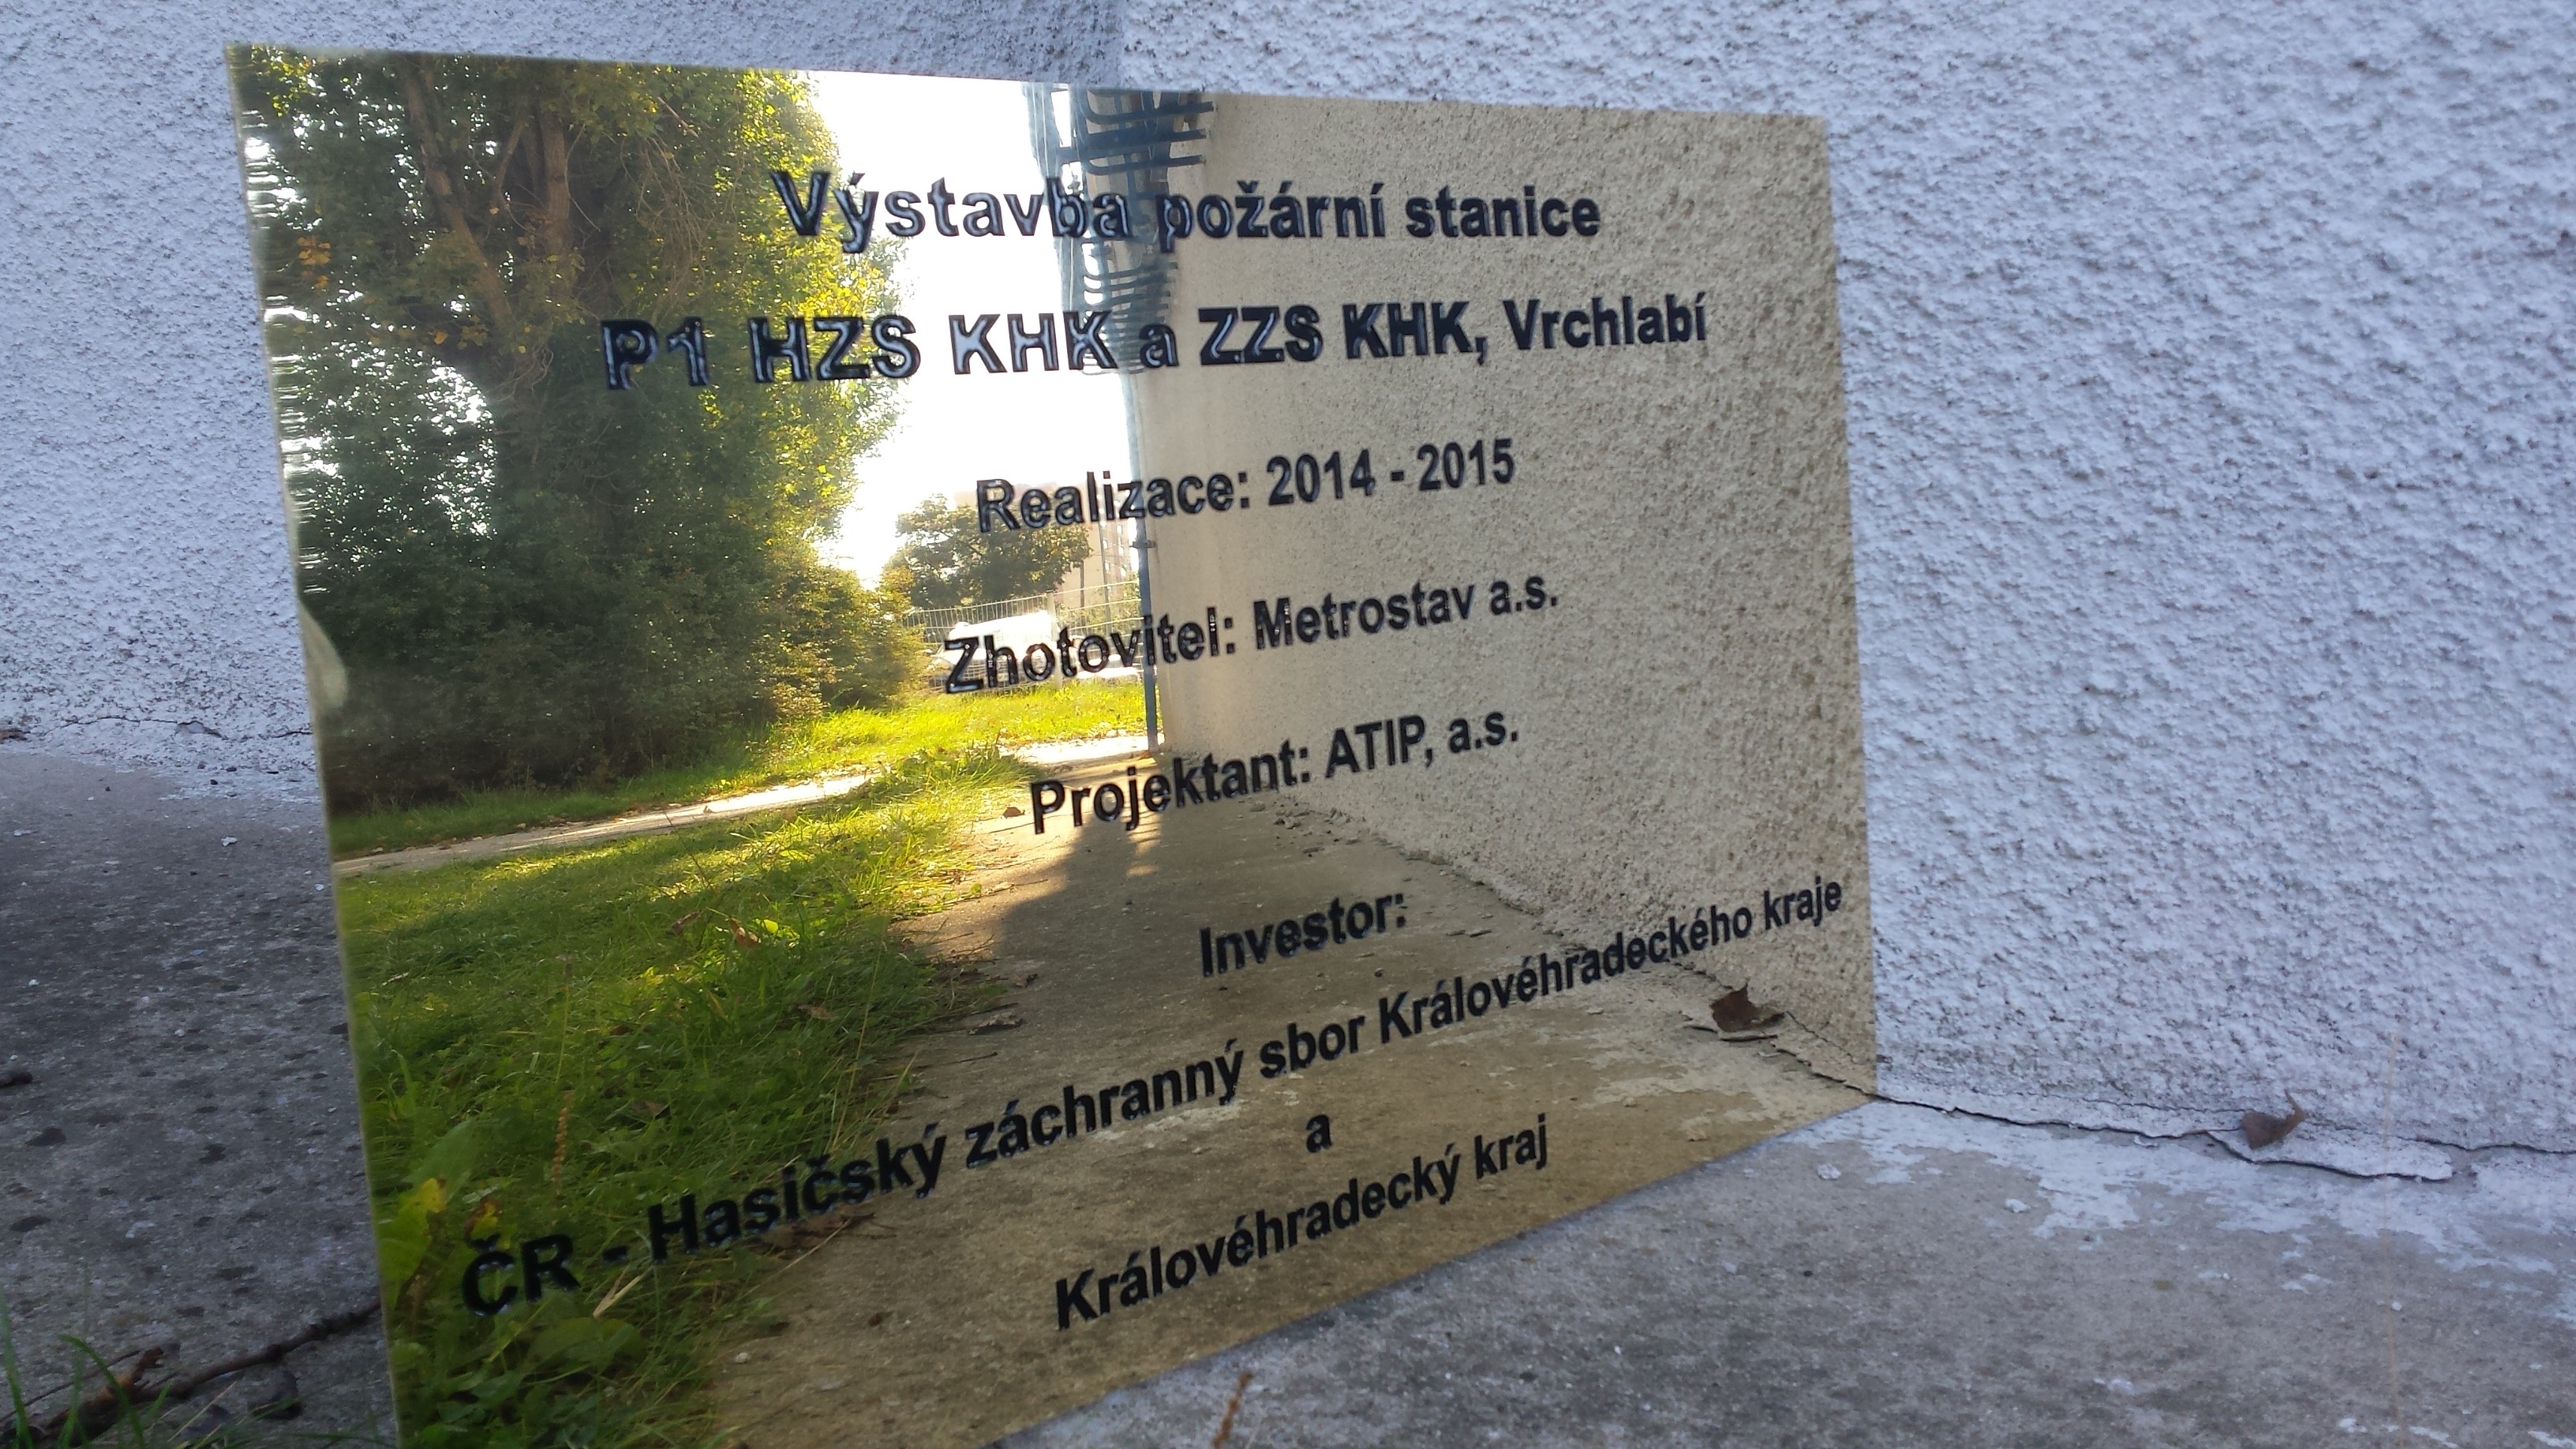 Výstavba požární stanice
P1 HZS KHK a ZZS KHK, Vrchlabí
Realizace: 2014 - 2015
Zhotovitel: Metrostav a.s.
Projektant: ATIP, a.s.
Investor:
ČR - Hasičský záchranný sbor Královéhradeckého kraje
a
Královéhradecký kraj